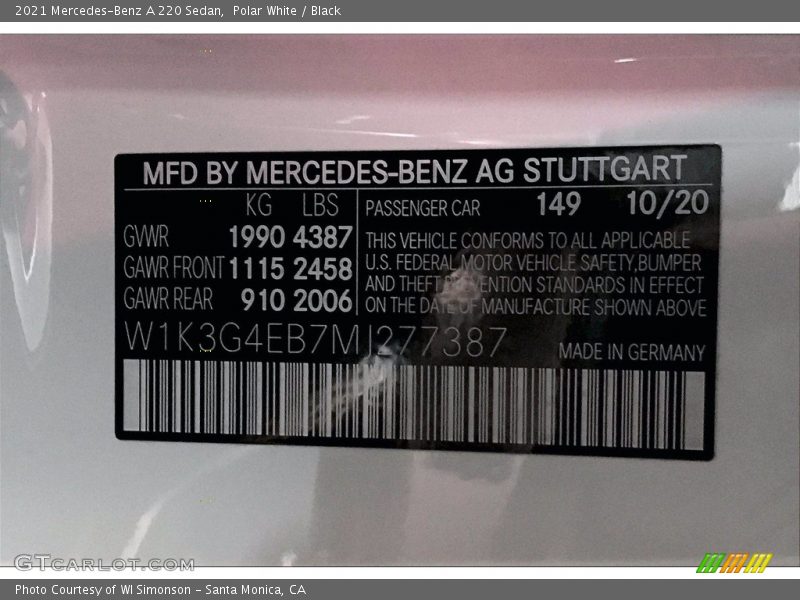 2021 Mercedes-Benz A 220 Sedan,  Polar White / Black
MFD BY MERCEDES-BENZ AG STUTTGART
KG LBS
GVWR 1990 4387
GAWR FRONT 1115 2458
GAWR REAR 910 2006
PASSENGER CAR 149 10/20
THIS VEHICLE CONFORMS TO ALL APPLICABLE
U.S. FEDERAL MOTOR VEHICLE SAFETY,BUMPER
AND THEFT STANDARDS IN EFFECT
ON THE DATE OF MANUFACTURE SHOWN ABOVE
W1K3G4EB7MJ277387
MADE IN GERMANY
GTcarlot.com
Photo Courtesy of WI Simonson - Santa Monica, CA